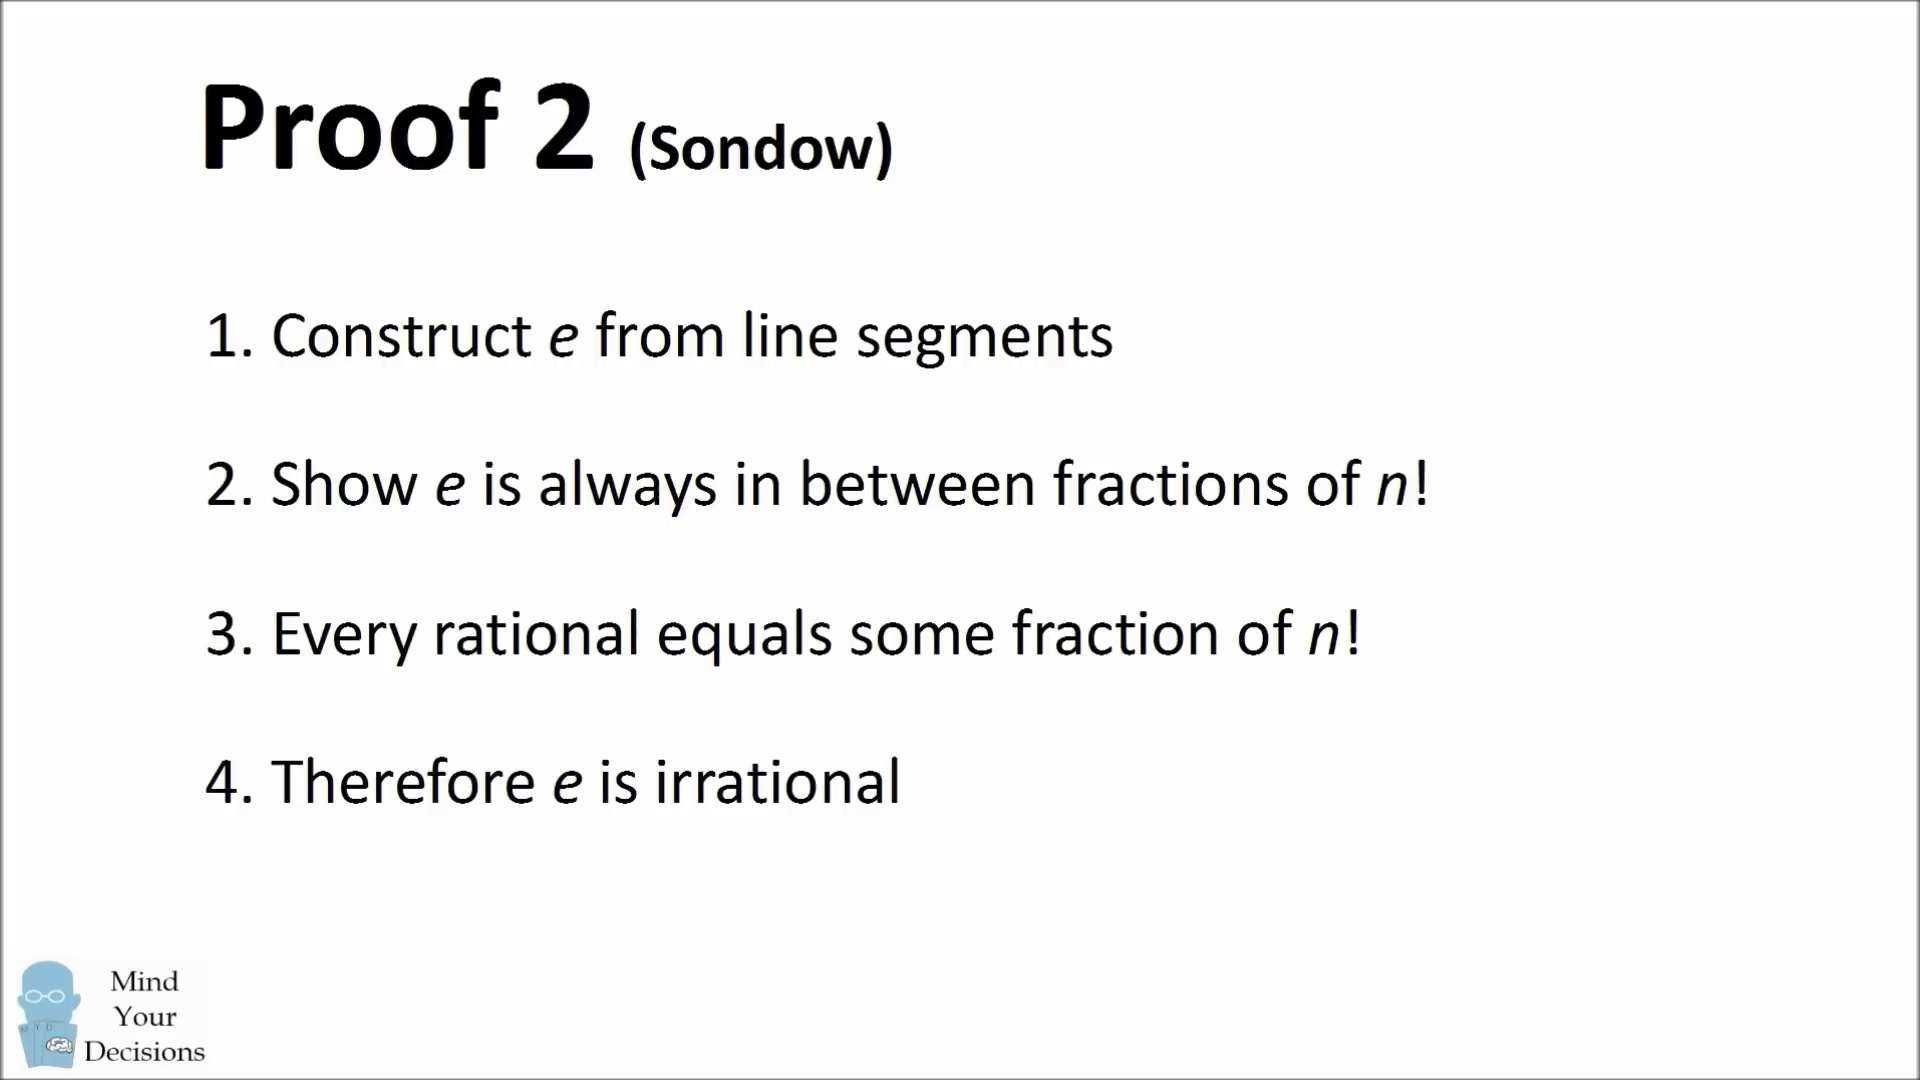 Proof 2 (Sondow)
1. Construct e from line segments
2. Show e is always in between fractions of n!
3. Every rational equals some fraction of n!
4. Therefore e is irrational
M Y D
Mind
Your
Decisions